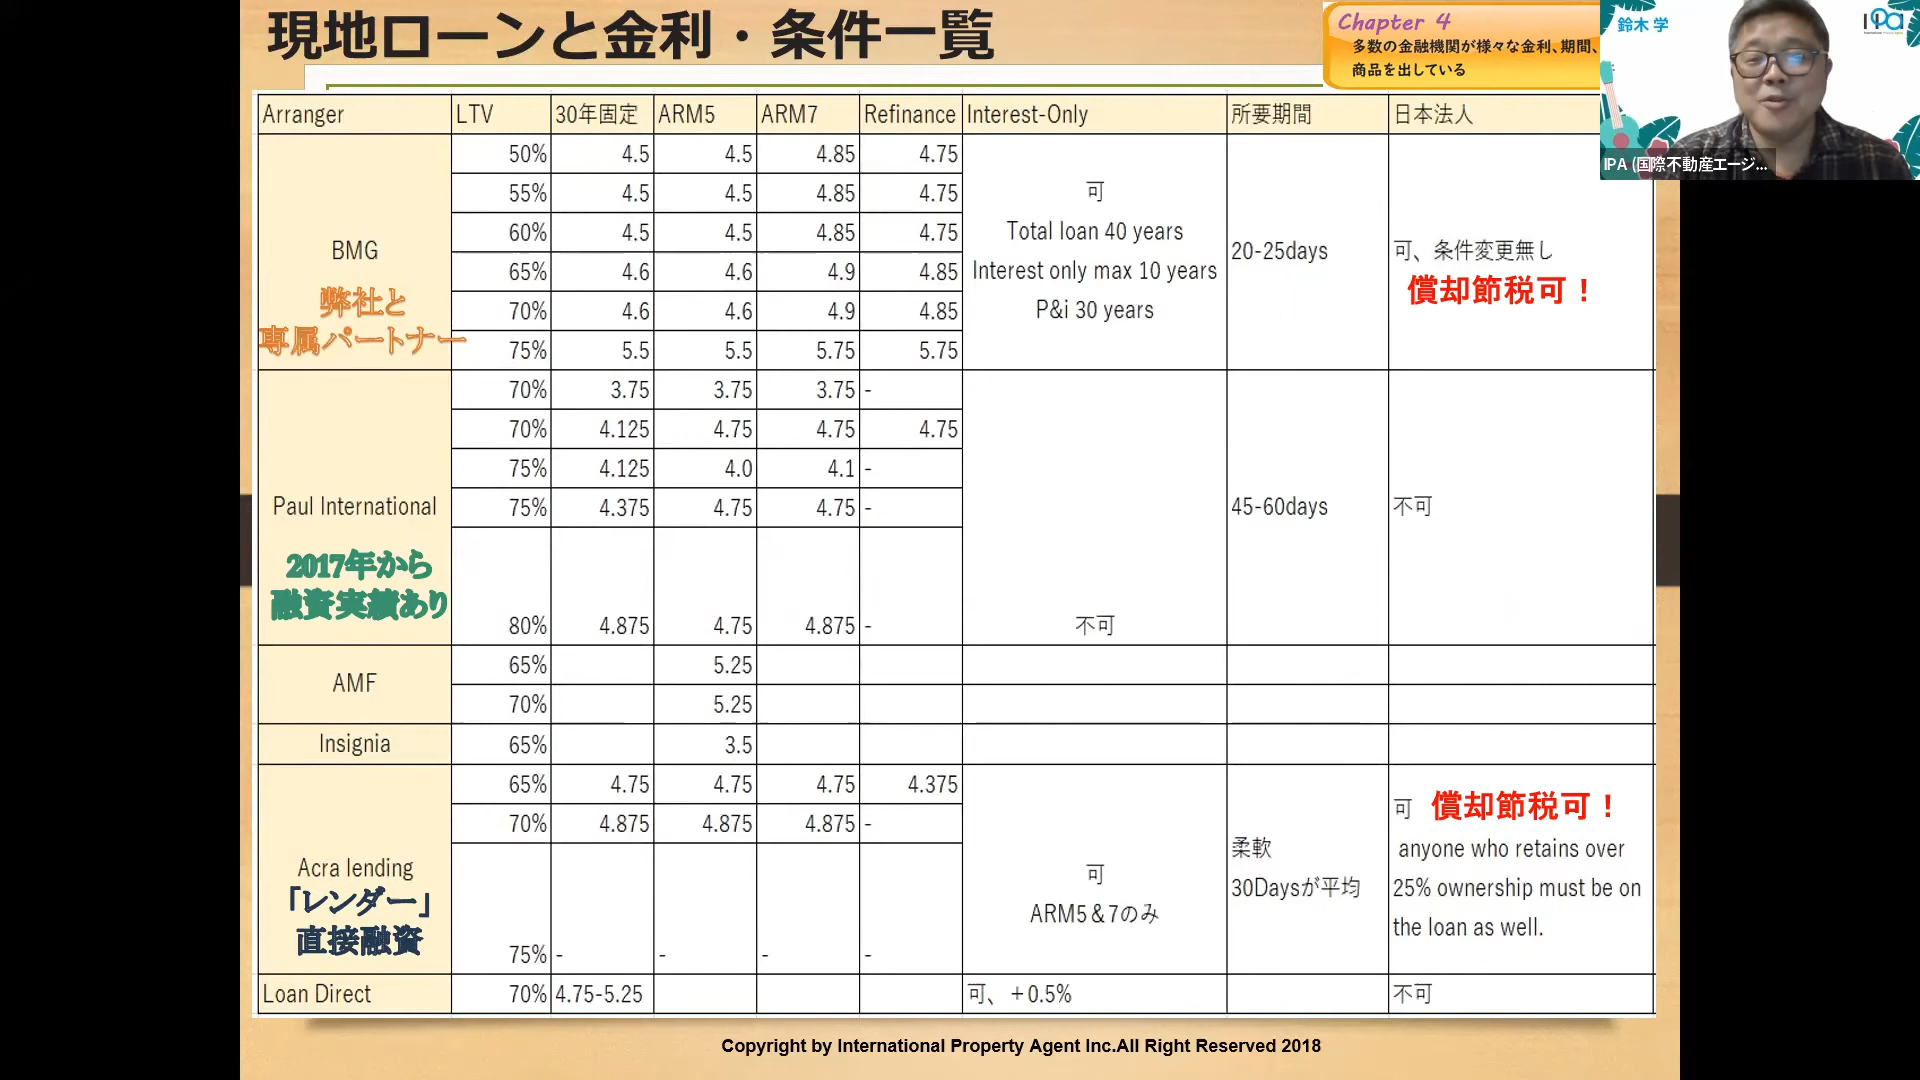 現地ローンと金利・条件一覧
Chapter 4
多数の金融機関が様々な金利、期間、
商品を出している
鈴木 学
IPA
IPA (国際不動産エージ...
Arranger LTV 30年固定 ARM5 ARM7 Refinance Interest-Only 所要期間 日本法人
BMG
弊社と
専属パートナー
50% 4.5 4.5 4.85 4.75
55% 4.5 4.5 4.85 4.75
60% 4.5 4.5 4.85 4.75
65% 4.6 4.6 4.9 4.85
70% 4.6 4.6 4.9 4.85
75% 5.5 5.5 5.75 5.75
可
Total loan 40 years
Interest only max 10 years
P&i 30 years
20-25days
可、条件変更無し
償却節税可！
Paul International
2017年から
融資実績あり
70% 3.75 3.75 3.75 -
70% 4.125 4.75 4.75 4.75
75% 4.125 4.0 4.1 -
75% 4.375 4.75 4.75 -
80% 4.875 4.75 4.875 -
不可
45-60days
不可
AMF
65% 5.25
70% 5.25
Insignia 65% 3.5
Acra lending
「レンダー」
直接融資
65% 4.75 4.75 4.75 4.375
70% 4.875 4.875 4.875 -
75% - - - -
可
ARM5＆7のみ
柔軟
30Daysが平均
可 償却節税可！
anyone who retains over
25% ownership must be on
the loan as well.
Loan Direct 70% 4.75-5.25 可、＋0.5% 不可
Copyright by International Property Agent Inc.All Right Reserved 2018